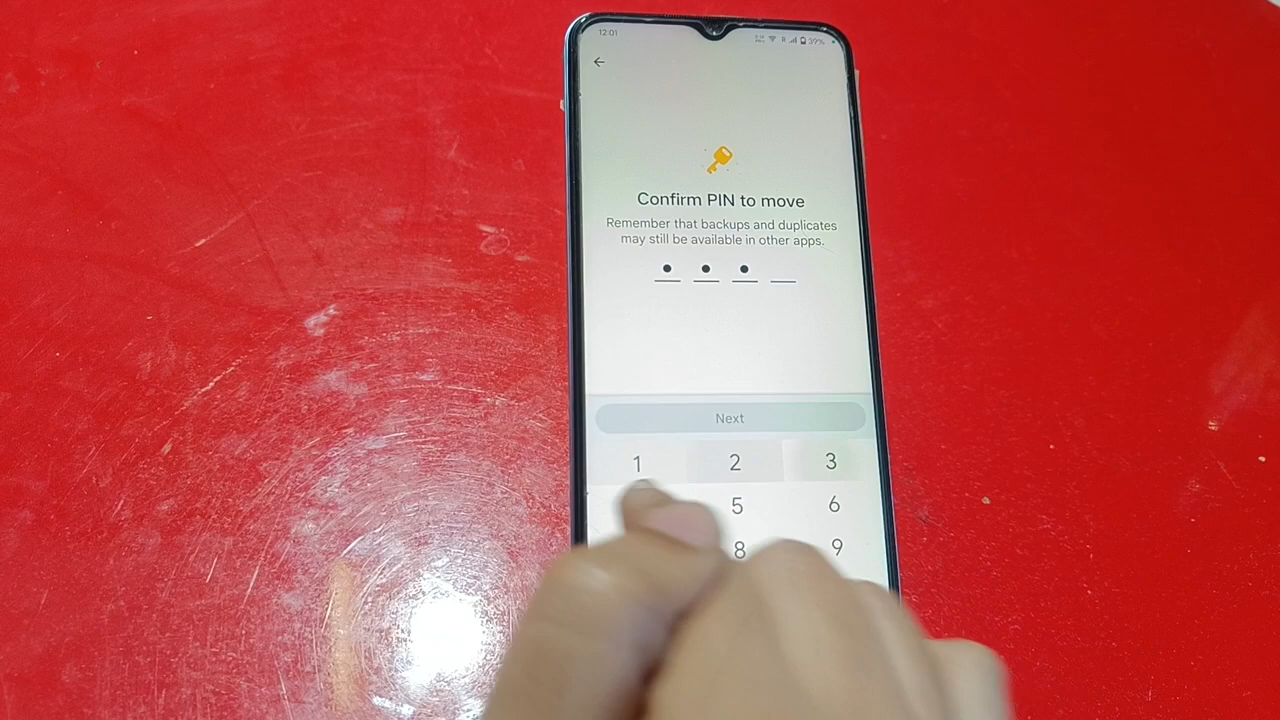 12:01
R 39%
Confirm PIN to move
Remember that backups and duplicates
may still be available in other apps.
Next
1 2 3
5 6
8 9